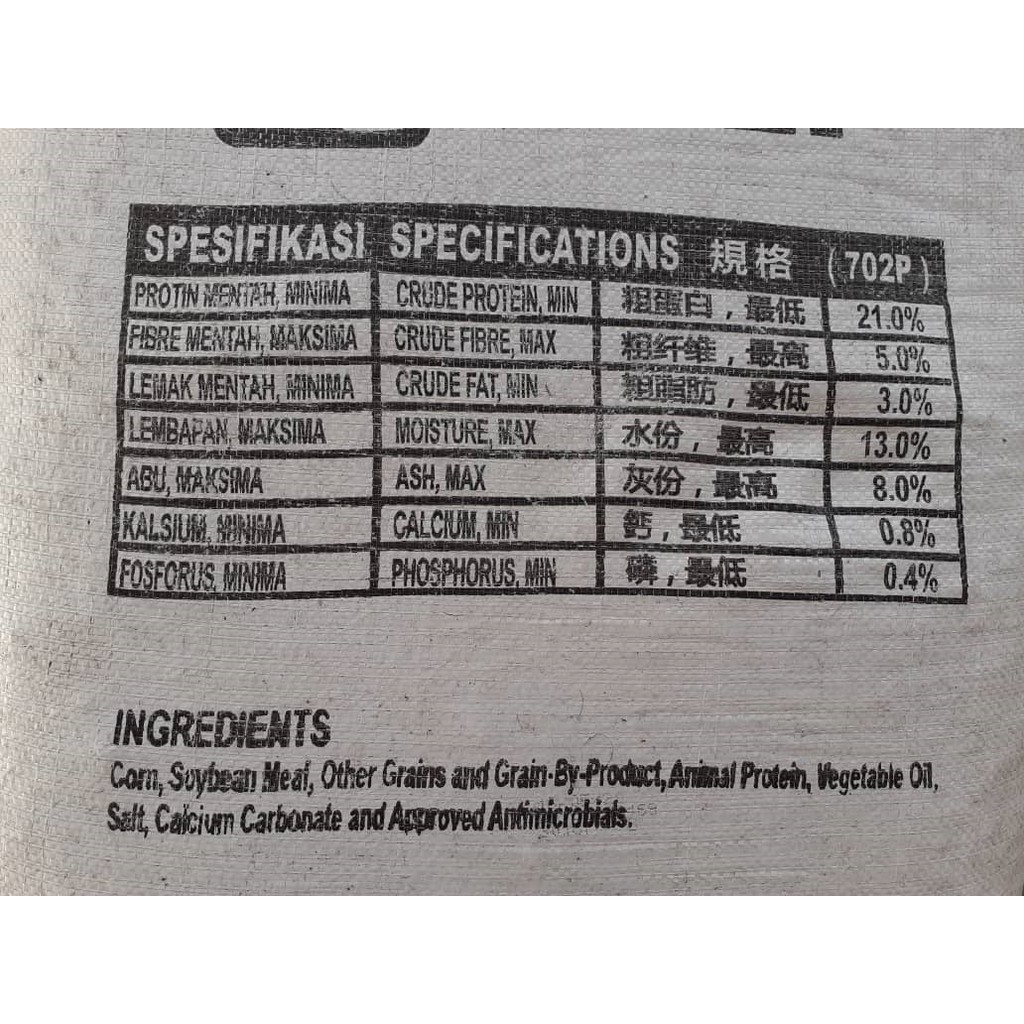 SPESIFIKASI SPECIFICATIONS 規格 (702P)
PROTIN MENTAH, MINIMA CRUDE PROTEIN, MIN 粗蛋白，最低 21.0%
FIBRE MENTAH, MAKSIMA CRUDE FIBRE, MAX 粗纤维，最高 5.0%
LEMAK MENTAH, MINIMA CRUDE FAT, MIN 粗脂肪，最低 3.0%
LEMBAPAN, MAKSIMA MOISTURE, MAX 水份，最高 13.0%
ABU, MAKSIMA ASH, MAX 灰份，最高 8.0%
KALSIUM, MINIMA CALCIUM, MIN 鈣，最低 0.8%
FOSFORUS, MINIMA PHOSPHORUS, MIN 磷，最低 0.4%
INGREDIENTS
Corn, Soybean Meal, Other Grains and Grain-By-Product, Animal Protein, Vegetable Oil,
Salt, Calcium Carbonate and Approved Antimicrobials.